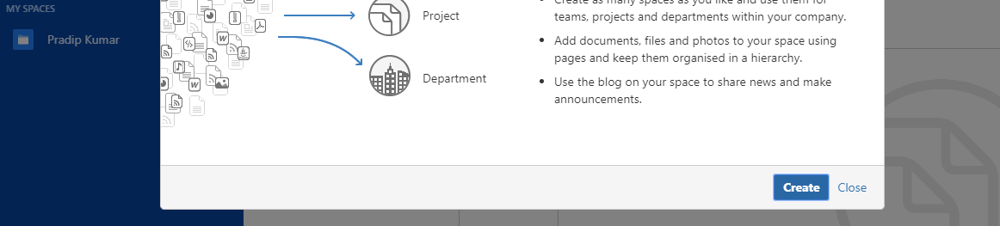 MY SPACES
Pradip Kumar
Project
Department
Create as many spaces as you like and use them for
teams, projects and departments within your company.
Add documents, files and photos to your space using
pages and keep them organised in a hierarchy.
Use the blog on your space to share news and make
announcements.
Create
Close